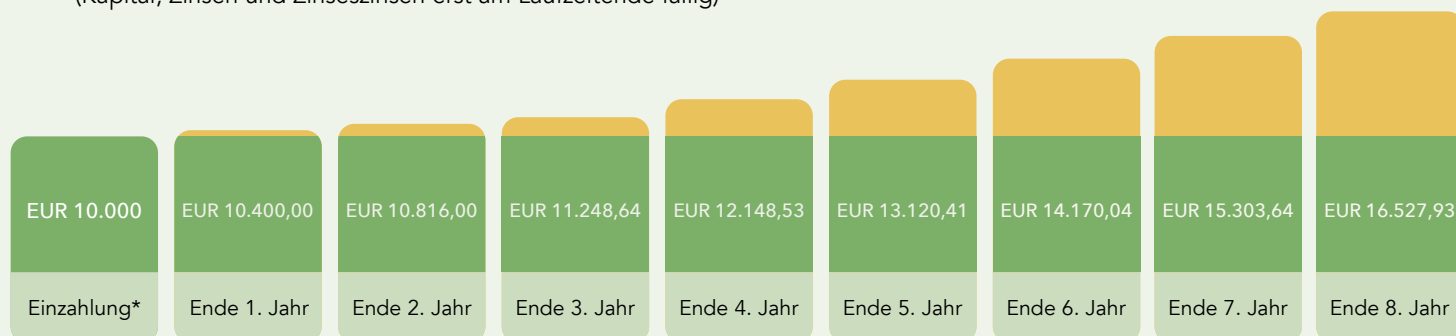 (Kapital, Zinsen und Zinseszinsen erst am Laufzeitende fällig)
EUR 10.000 EUR 10.400,00 EUR 10.816,00 EUR 11.248,64 EUR 12.148,53 EUR 13.120,41 EUR 14.170,04 EUR 15.303,64 EUR 16.527,93
Einzahlung* Ende 1. Jahr Ende 2. Jahr Ende 3. Jahr Ende 4. Jahr Ende 5. Jahr Ende 6. Jahr Ende 7. Jahr Ende 8. Jahr